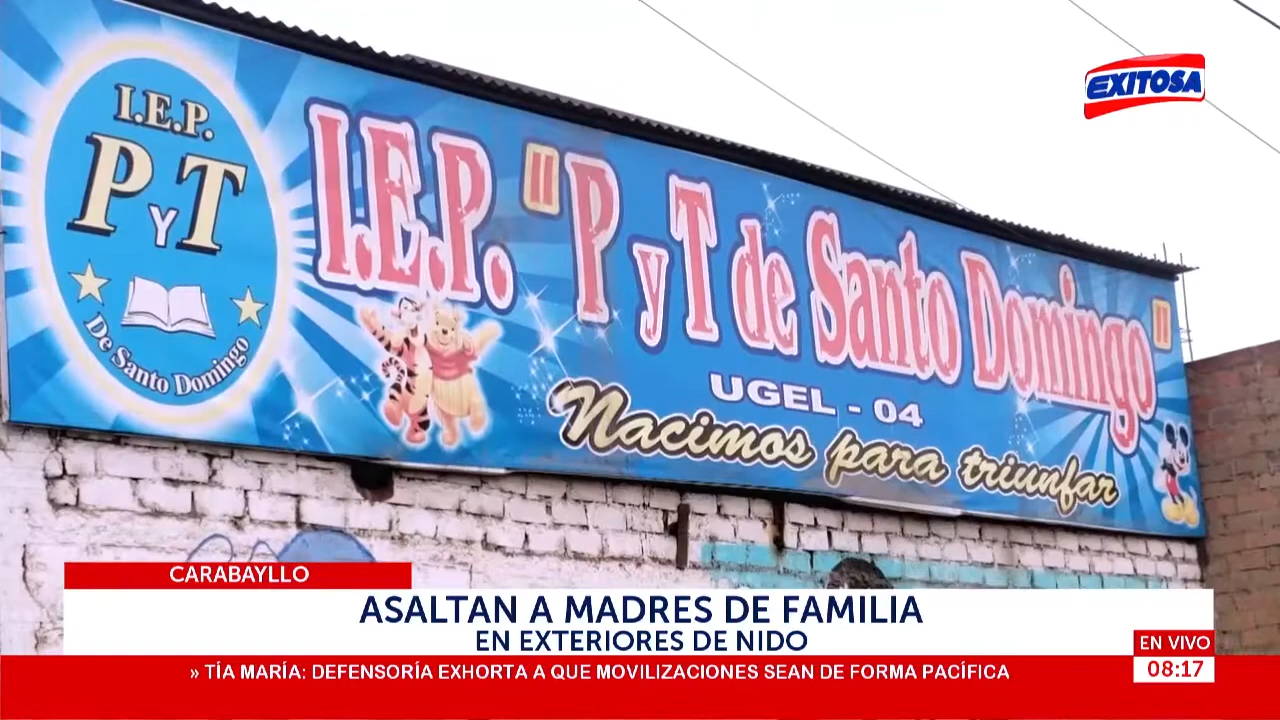 EXITOSA
I.E.P.
P Y T
De Santo Domingo
I.E.P. "P y T de Santo Domingo"
UGEL - 04
Nacimos para triunfar
CARABAYLLO
ASALTAN A MADRES DE FAMILIA
EN EXTERIORES DE NIDO
EN VIVO
» TÍA MARÍA: DEFENSORÍA EXHORTA A QUE MOVILIZACIONES SEAN DE FORMA PACÍFICA
08:17